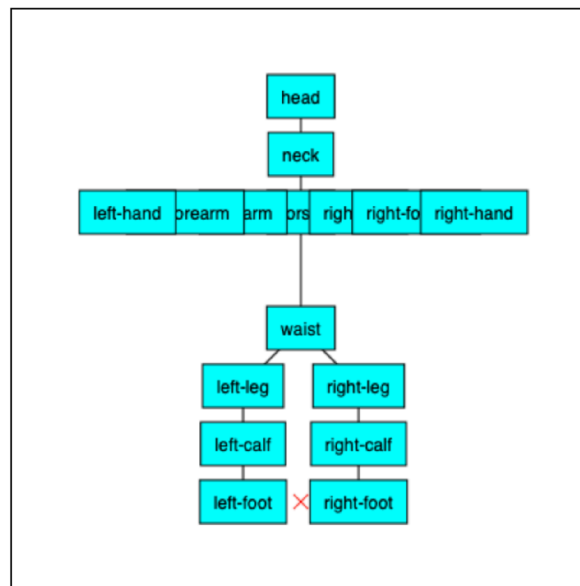 head
neck
left-hand orearm arm ors righ right-fo right-hand
waist
left-leg right-leg
left-calf right-calf
left-foot right-foot